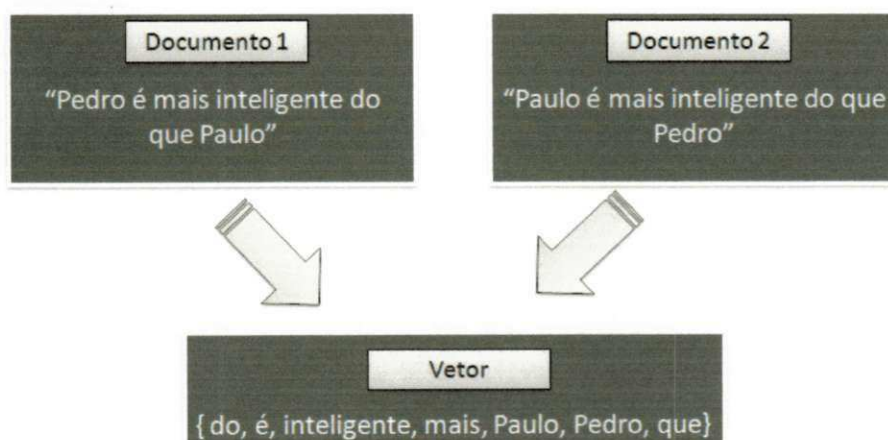 Documento 1
“Pedro é mais inteligente do
que Paulo”
Documento 2
“Paulo é mais inteligente do que
Pedro”
Vetor
{ do, é, inteligente, mais, Paulo, Pedro, que}